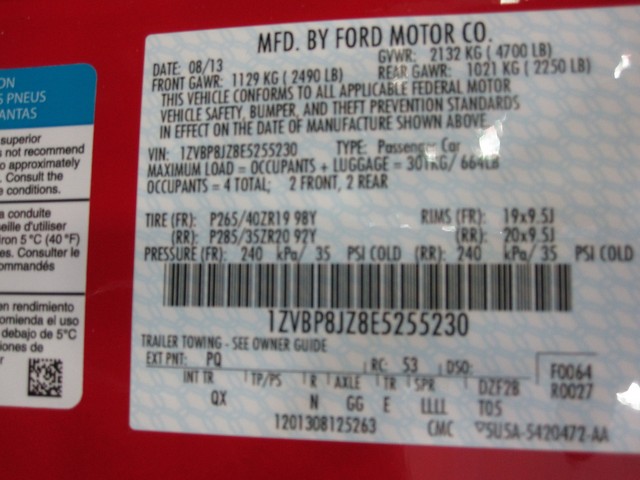 ON
S PNEUS
ANTAS
superior
s not recommend
o approximately
. Consult the
e conditions.
a conduite
eille d'utiliser
iron 5°C (40 °F)
es. Consulter le
ommandés
en rendimiento
omienda el uso
debajo de 5°C
iones de
MFD. BY FORD MOTOR CO.
DATE: 08/13 GVWR: 2132 KG (4700 LB)
FRONT GAWR: 1129 KG (2490 LB) REAR GAWR: 1021 KG (2250 LB)
THIS VEHICLE CONFORMS TO ALL APPLICABLE FEDERAL MOTOR
VEHICLE SAFETY, BUMPER, AND THEFT PREVENTION STANDARDS
IN EFFECT ON THE DATE OF MANUFACTURE SHOWN ABOVE.
VIN: 1ZVBP8JZ8E5255230 TYPE: Passenger Car
MAXIMUM LOAD = OCCUPANTS + LUGGAGE = 301KG/ 664LB
OCCUPANTS = 4 TOTAL; 2 FRONT, 2 REAR
TIRE (FR): P265/40ZR19 98Y RIMS (FR): 19x9.5J
(RR): P285/35ZR20 92Y (RR): 20x9.5J
PRESSURE (FR): 240 kPa/ 35 PSI COLD (RR): 240 kPa/ 35 PSI COLD
1ZVBP8JZ8E5255230
TRAILER TOWING - SEE OWNER GUIDE
EXT PNT: PQ RC: 53 DSO: F0064
INT TR TP/PS R AXLE TR SPR DZF2B R0027
QX N GG E LLLL T05
1201308125263 CMC 5U5A-5420472-AA